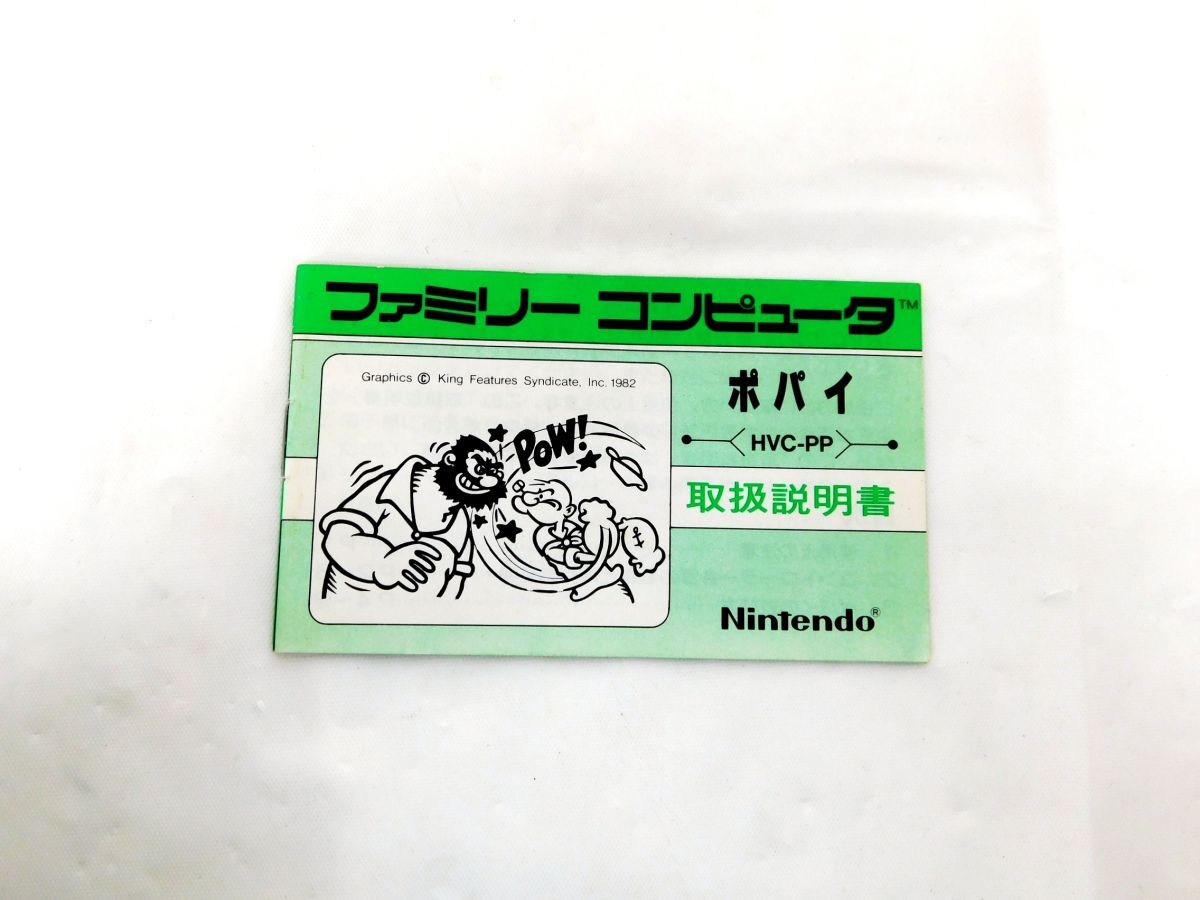 ファミリー コンピュータ™
Graphics © King Features Syndicate, Inc. 1982
POW!
ポパイ
HVC-PP
取扱説明書
Nintendo®